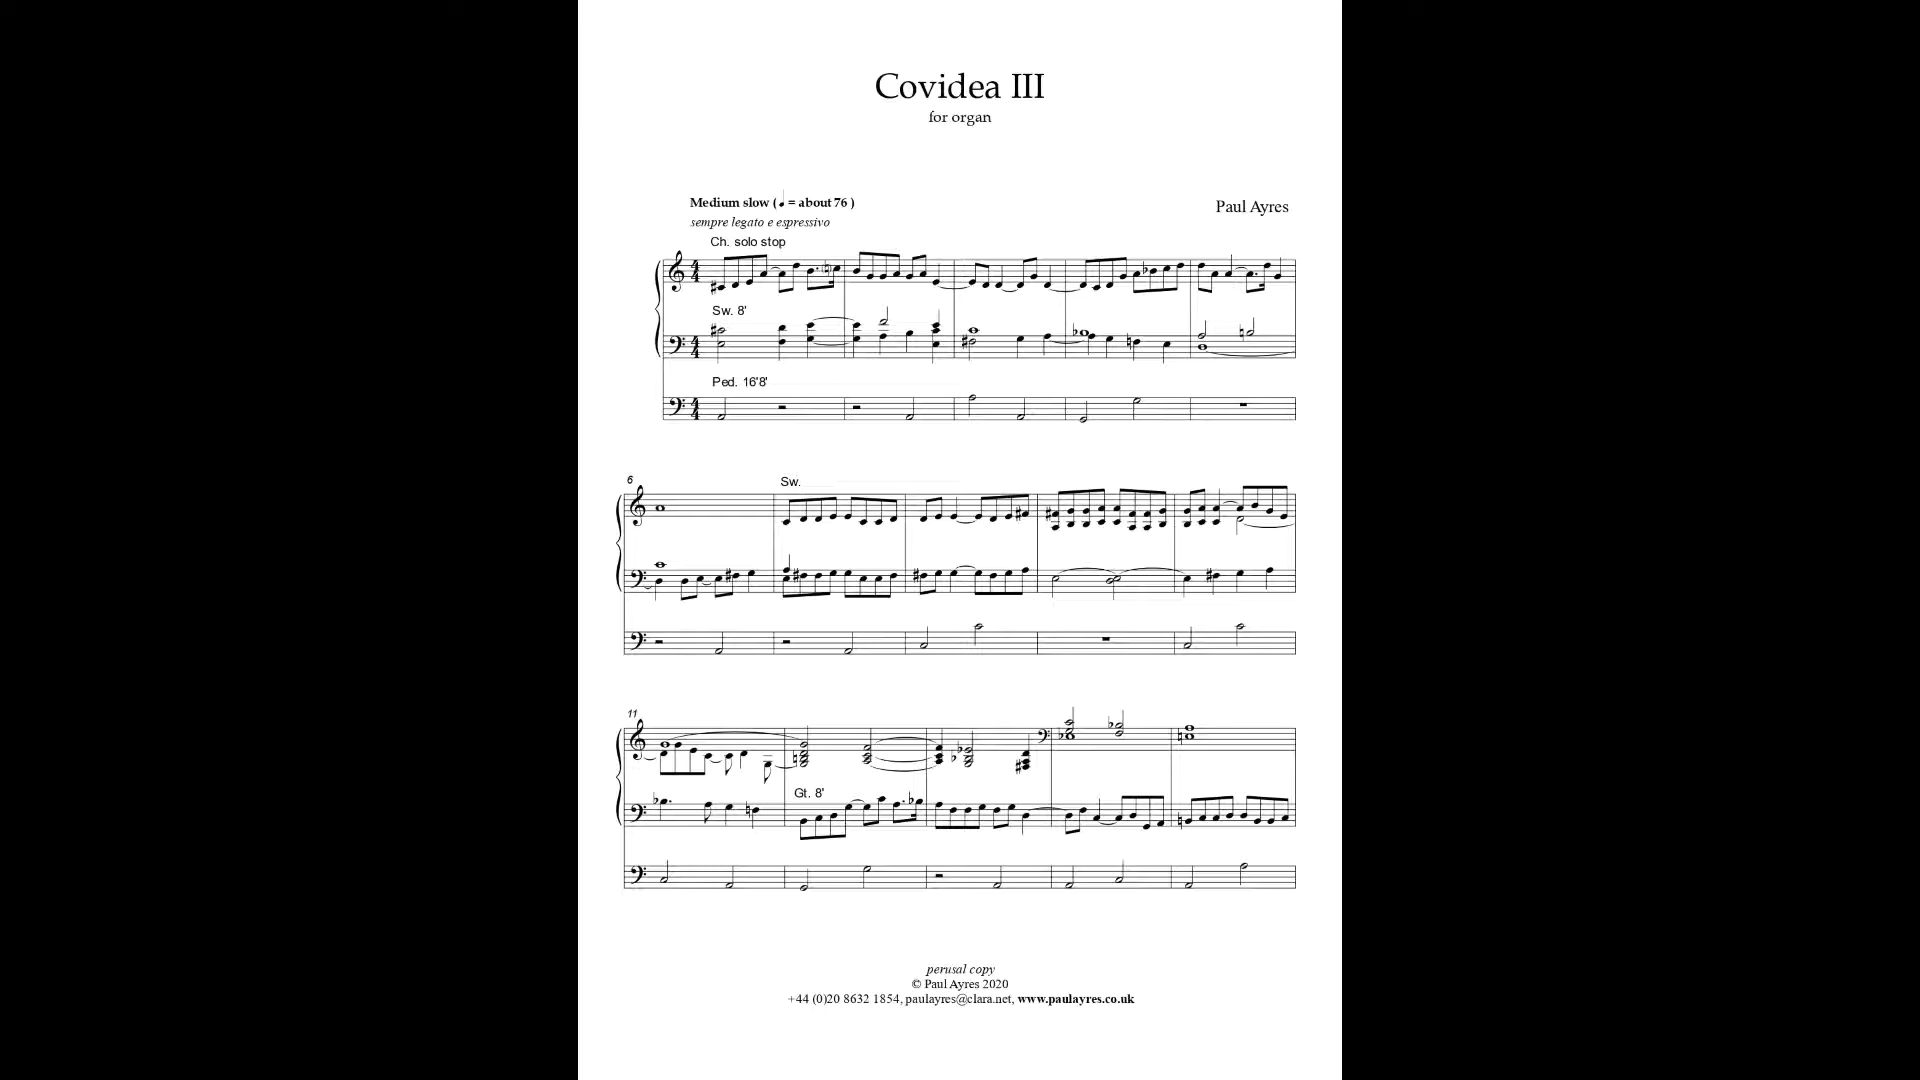 Covidea III
for organ
Medium slow ( ♩ = about 76 )
Paul Ayres
sempre legato e espressivo
Ch. solo stop
Sw. 8'
Ped. 16'8'
6
Sw.
11
Gt. 8'
perusal copy
© Paul Ayres 2020
+44 (0)20 8632 1854, paulayres@clara.net, www.paulayres.co.uk